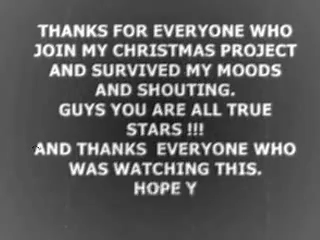 THANKS FOR EVERYONE WHO
JOIN MY CHRISTMAS PROJECT
AND SURVIVED MY MOODS
AND SHOUTING.
GUYS YOU ARE ALL TRUE
STARS !!!
AND THANKS  EVERYONE WHO
WAS WATCHING THIS.
HOPE Y